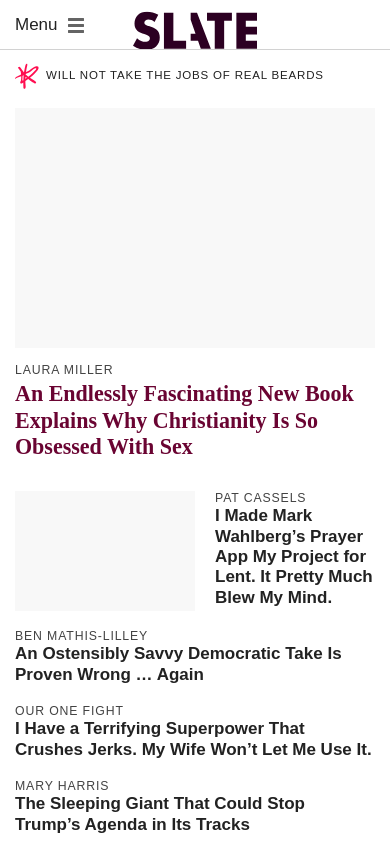 Menu
SLATE
WILL NOT TAKE THE JOBS OF REAL BEARDS
LAURA MILLER
An Endlessly Fascinating New Book
Explains Why Christianity Is So
Obsessed With Sex
PAT CASSELS
I Made Mark
Wahlberg’s Prayer
App My Project for
Lent. It Pretty Much
Blew My Mind.
BEN MATHIS-LILLEY
An Ostensibly Savvy Democratic Take Is
Proven Wrong … Again
OUR ONE FIGHT
I Have a Terrifying Superpower That
Crushes Jerks. My Wife Won’t Let Me Use It.
MARY HARRIS
The Sleeping Giant That Could Stop
Trump’s Agenda in Its Tracks